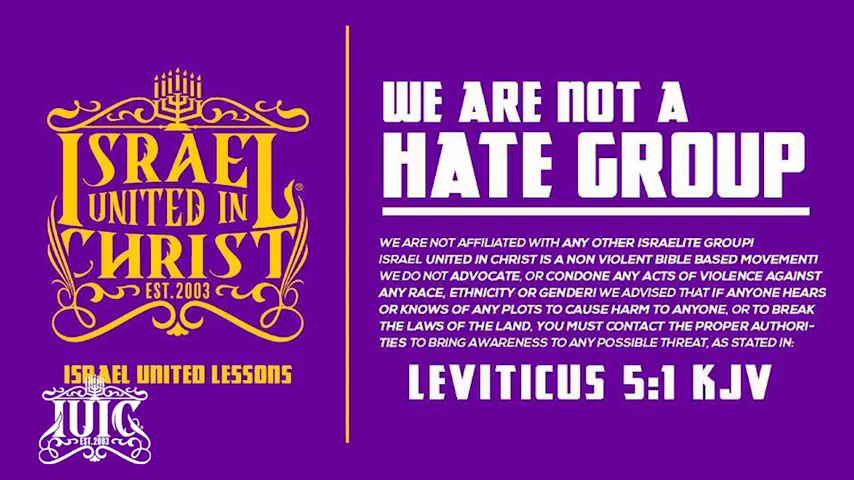 ISRAEL
UNITED IN
CHRIST
EST.2003
®
ISRAEL UNITED LESSONS
IUIC
EST.2003
WE ARE NOT A
HATE GROUP
WE ARE NOT AFFILIATED WITH ANY OTHER ISRAELITE GROUP!
ISRAEL UNITED IN CHRIST IS A NON VIOLENT BIBLE BASED MOVEMENT!
WE DO NOT ADVOCATE, OR CONDONE ANY ACTS OF VIOLENCE AGAINST
ANY RACE, ETHNICITY OR GENDER! WE ADVISED THAT IF ANYONE HEARS
OR KNOWS OF ANY PLOTS TO CAUSE HARM TO ANYONE, OR TO BREAK
THE LAWS OF THE LAND, YOU MUST CONTACT THE PROPER AUTHORI-
TIES TO BRING AWARENESS TO ANY POSSIBLE THREAT, AS STATED IN:
LEVITICUS 5:1 KJV